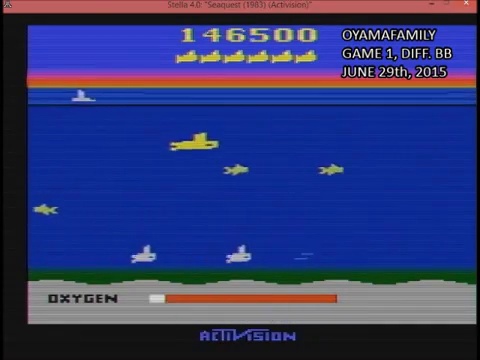 Stella 4.0: "Seaquest (1983) (Activision)"
146500
OYAMAFAMILY
GAME 1, DIFF. BB
JUNE 29th, 2015
OXYGEN
ACTIVISION